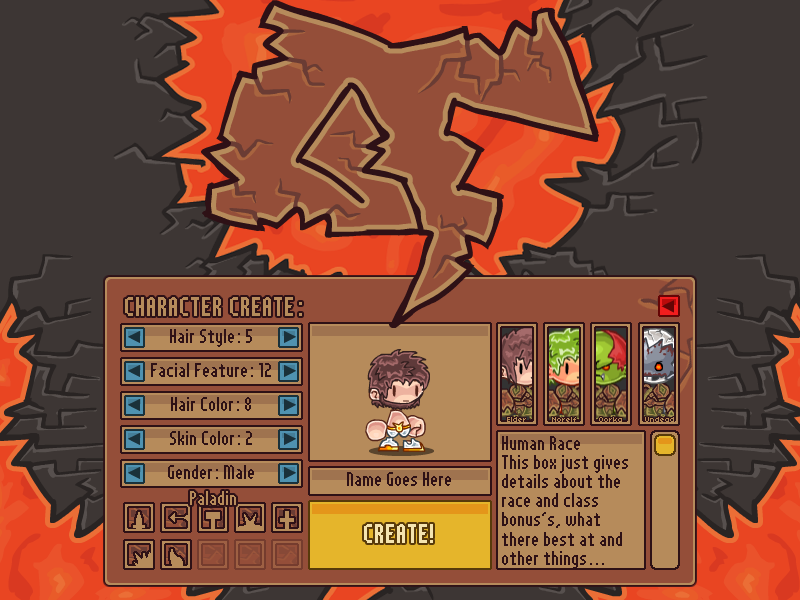 CHARACTER CREATE:
Hair Style: 5
Facial Feature: 12
Hair Color: 8
Skin Color: 2
Gender: Male
Paladin
Name Goes Here
CREATE!
Elder
Undead
Human Race
This box just gives
details about the
race and class
bonus's, what
there best at and
other things...